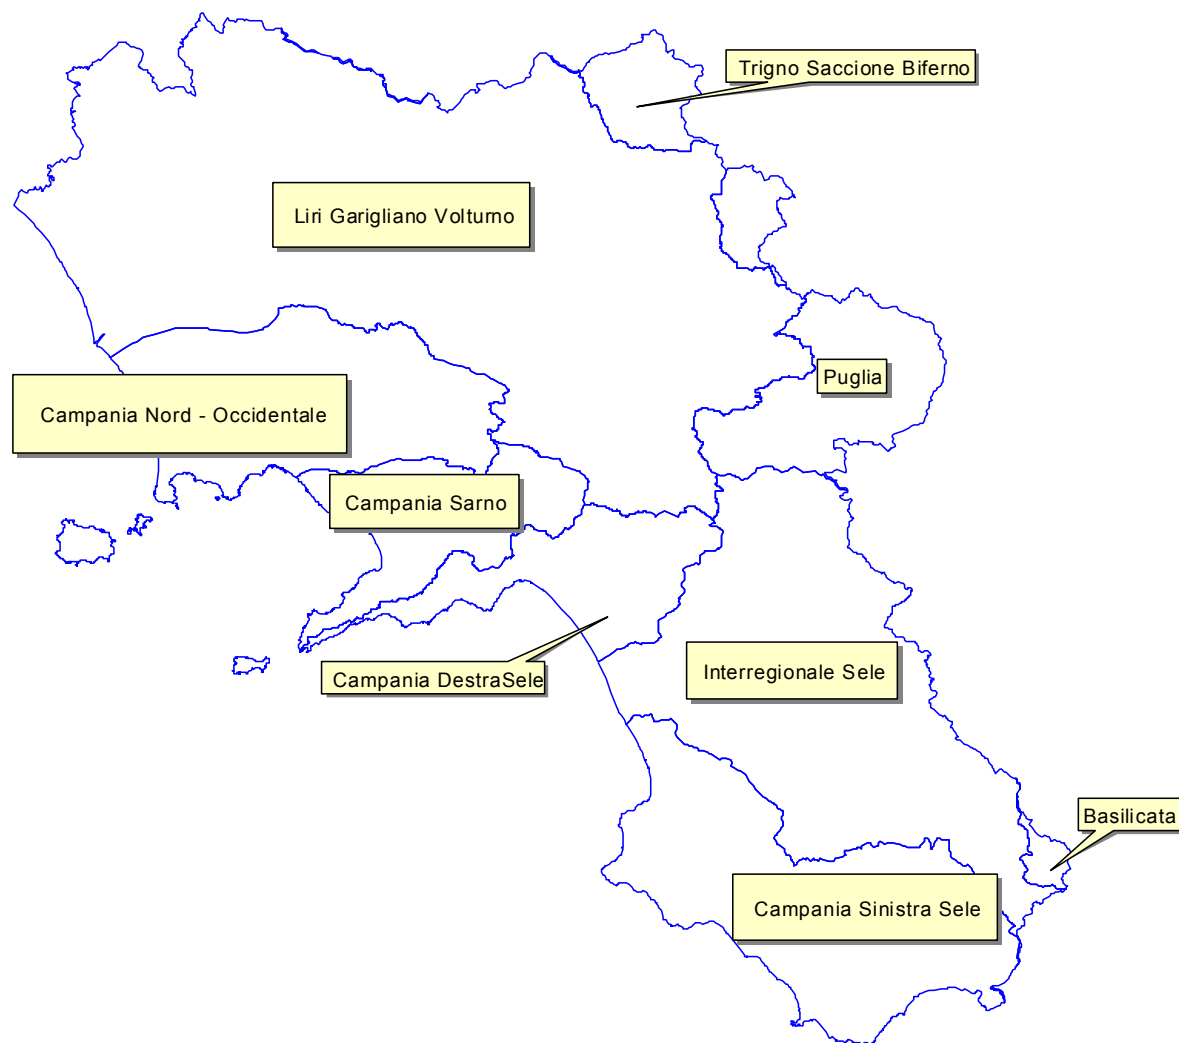 Trigno Saccione Biferno
Liri Garigliano Volturno
Puglia
Campania Nord - Occidentale
Campania Sarno
Interregionale Sele
Campania DestraSele
Basilicata
Campania Sinistra Sele